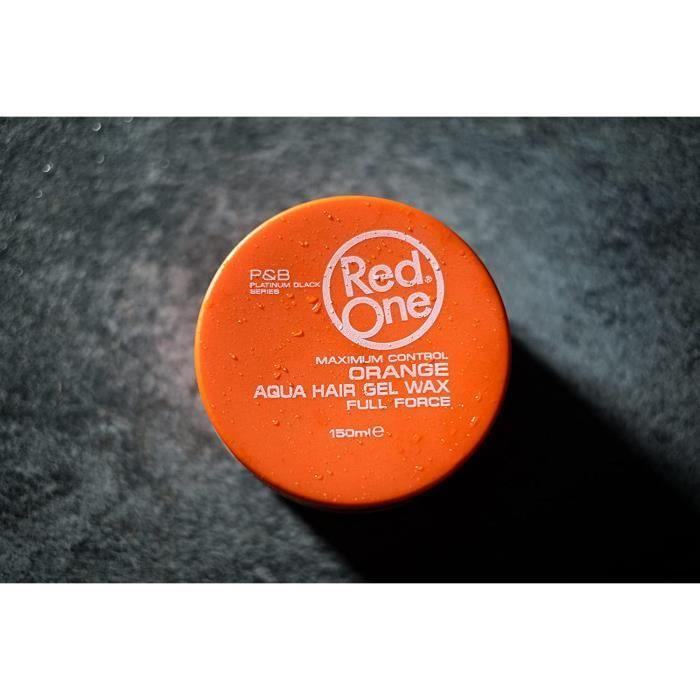 P&B
PLATINUM BLACK
SERIES
Red®
One
MAXIMUM CONTROL
ORANGE
AQUA HAIR GEL WAX
FULL FORCE
150ml℮